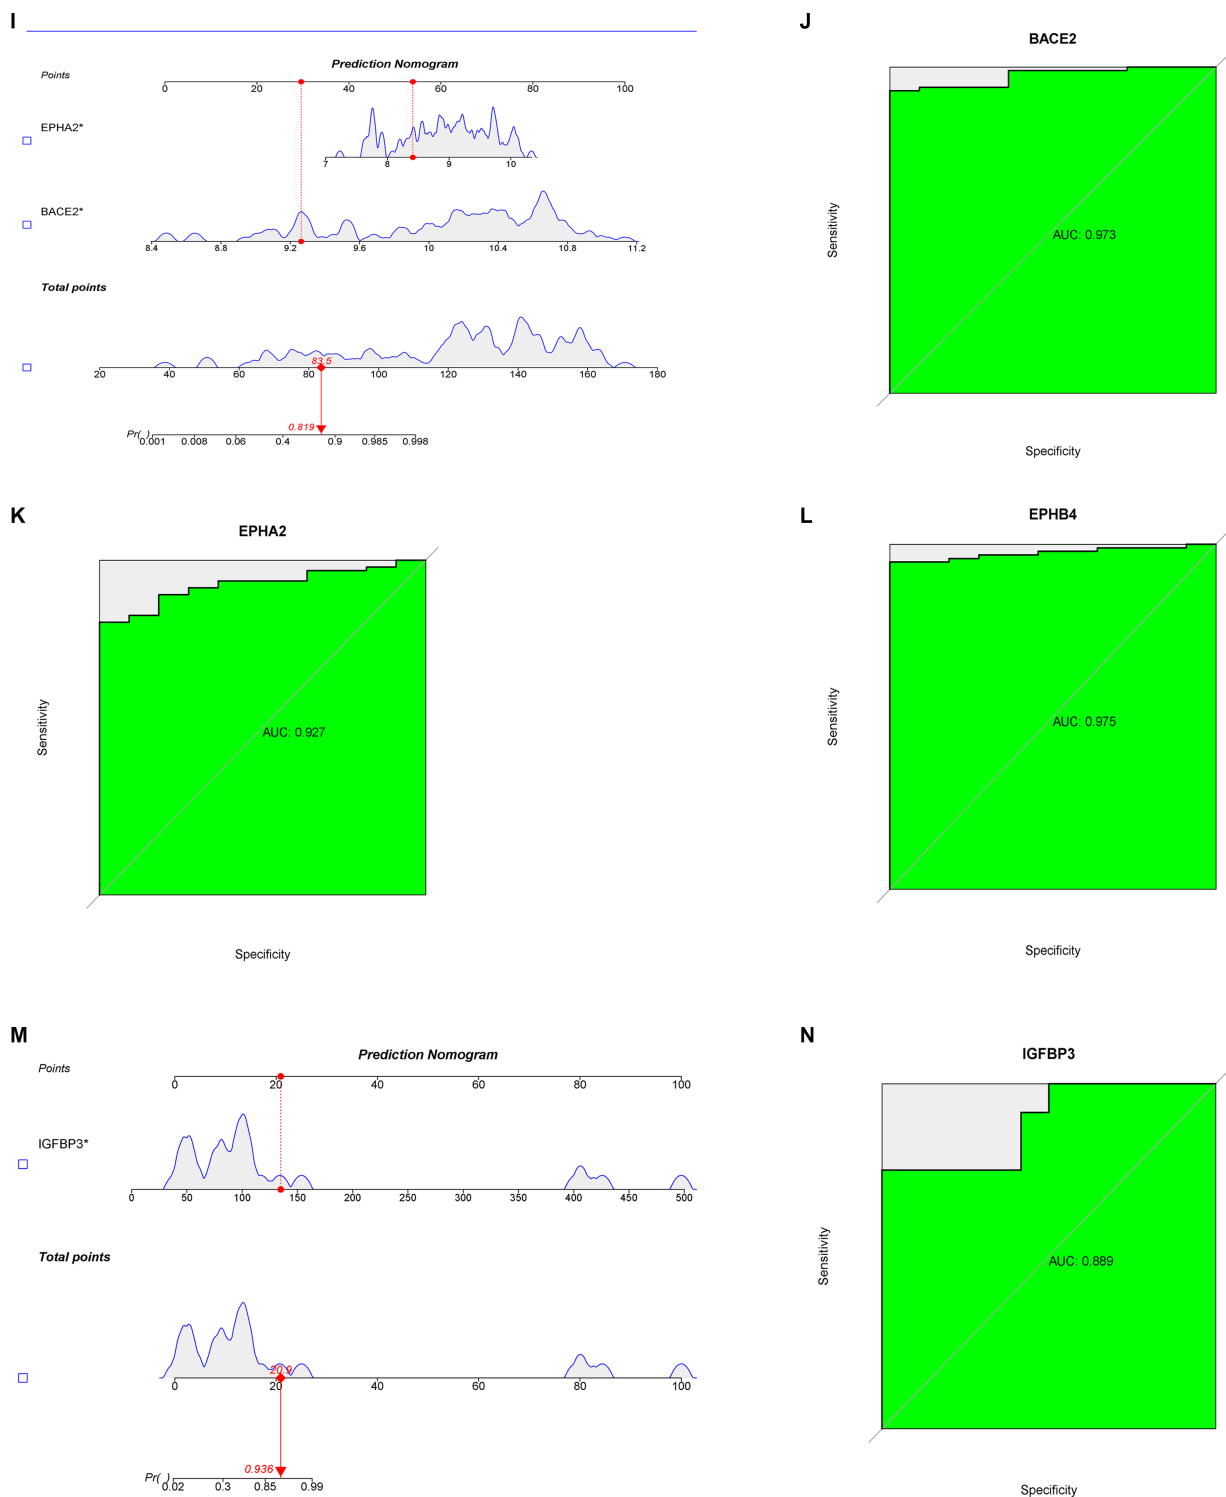 I
Prediction Nomogram
Points
0 20 40 60 80 100
EPHA2*
7 8 9 10
BACE2*
8.4 8.8 9.2 9.6 10 10.4 10.8 11.2
Total points
83.5
20 40 60 80 100 120 140 160 180
0.819
Pr( )
0.001 0.008 0.06 0.4 0.9 0.985 0.998
J
BACE2
Sensitivity
AUC: 0.973
Specificity
K
EPHA2
Sensitivity
AUC: 0.927
Specificity
L
EPHB4
Sensitivity
AUC: 0.975
Specificity
M
Prediction Nomogram
Points
0 20 40 60 80 100
IGFBP3*
0 50 100 150 200 250 300 350 400 450 500
Total points
20.9
0 20 40 60 80 100
0.936
Pr( )
0.02 0.3 0.85 0.99
N
IGFBP3
Sensitivity
AUC: 0.889
Specificity